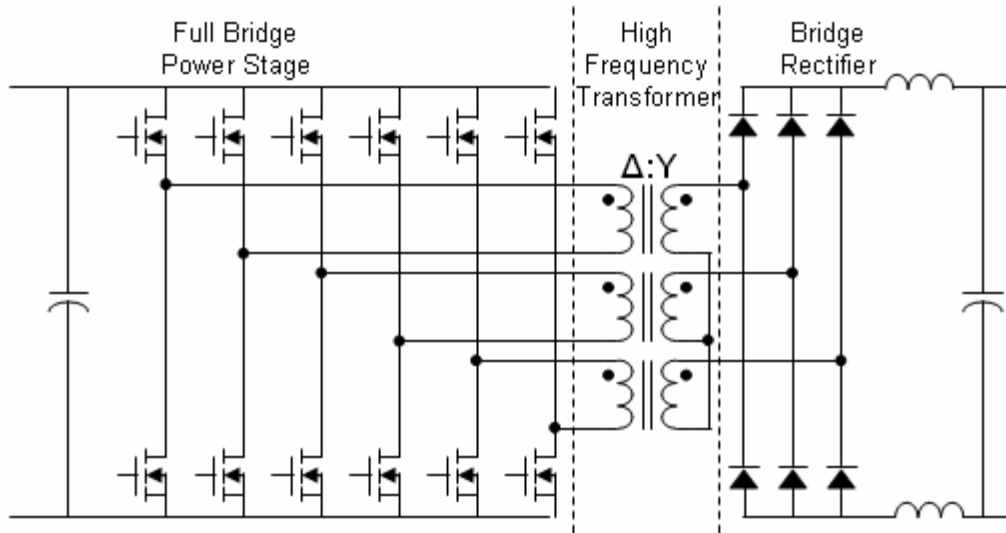 Full Bridge
Power Stage
High
Frequency
Transformer
Bridge
Rectifier
Δ:Y